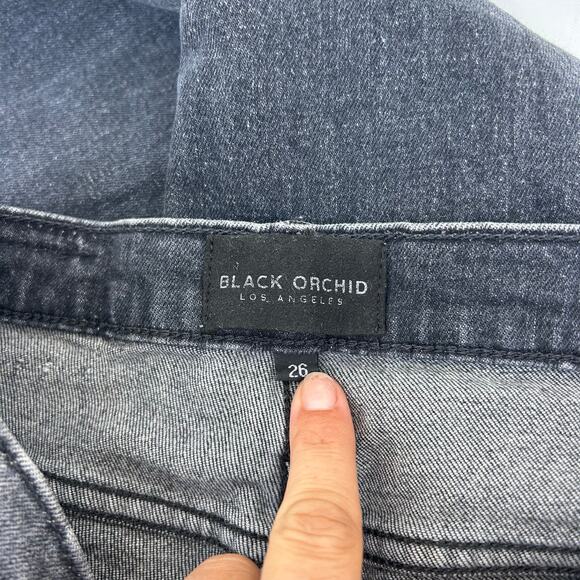 BLACK ORCHID
LOS ANGELES
26